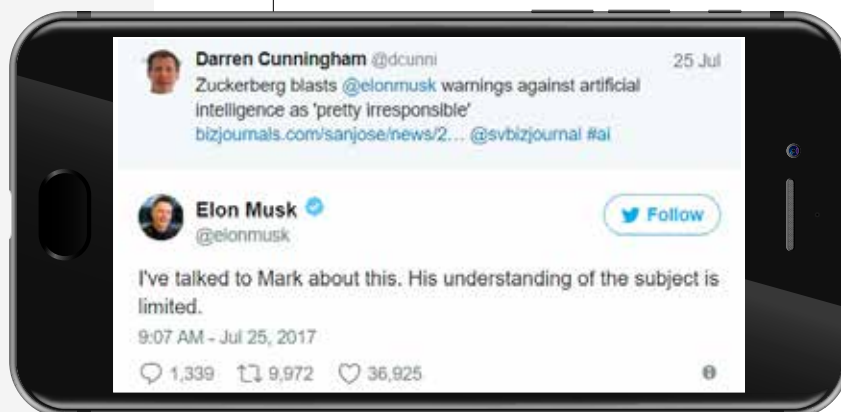 Darren Cunningham @dcunni 25 Jul
Zuckerberg blasts @elonmusk warnings against artificial
intelligence as 'pretty irresponsible'
bizjournals.com/sanjose/news/2... @svbizjournal #ai
Elon Musk
Follow
@elonmusk
I've talked to Mark about this. His understanding of the subject is
limited.
9:07 AM - Jul 25, 2017
1,339 9,972 36,925